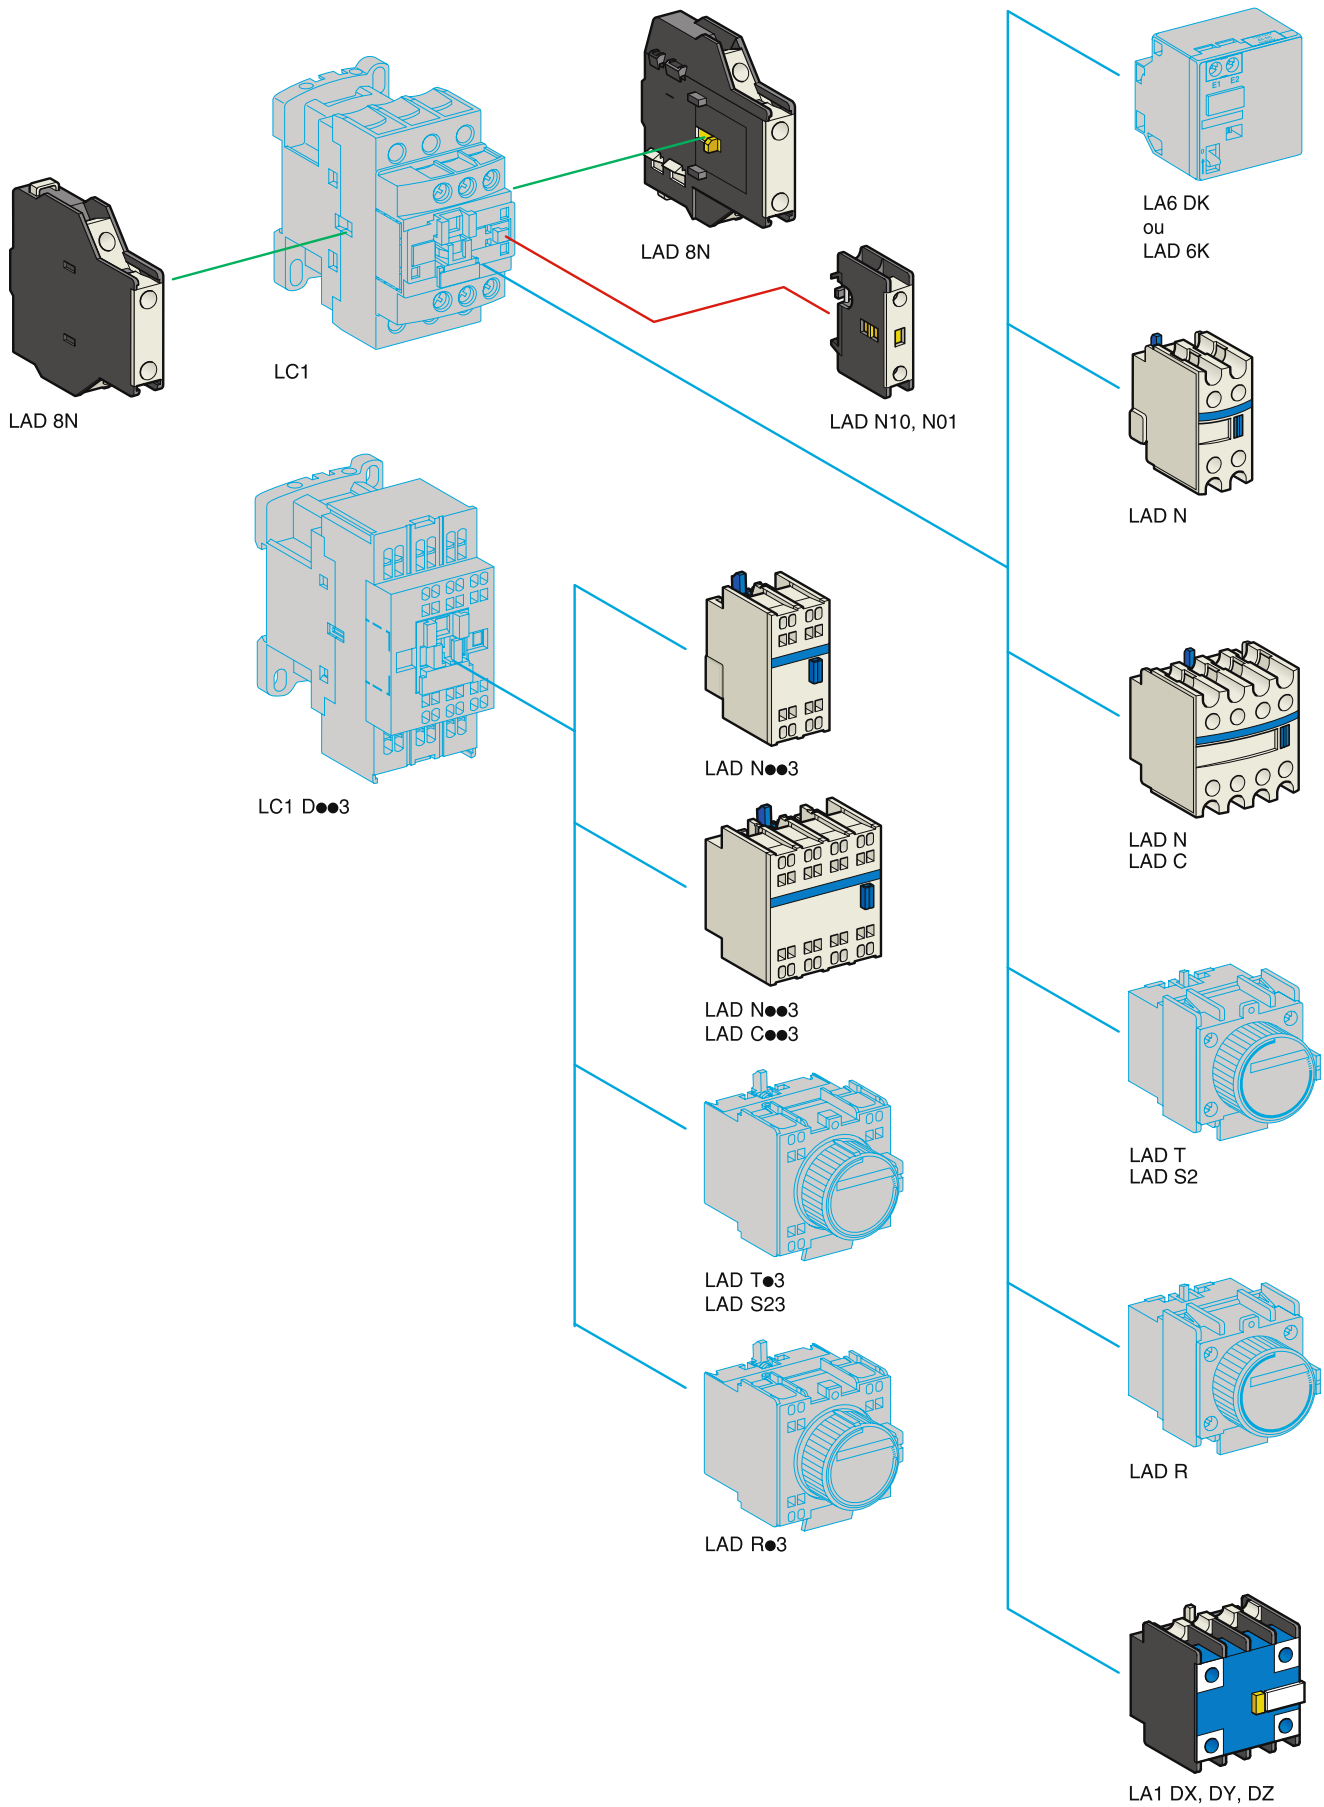 E1 E2
LA6 DK
ou
LAD 6K
LAD 8N
LC1
LAD 8N
LAD N10, N01
LAD N
LAD N●●3
LC1 D●●3
LAD N
LAD C
LAD N●●3
LAD C●●3
LAD T
LAD S2
LAD T●3
LAD S23
LAD R
LAD R●3
LA1 DX, DY, DZ